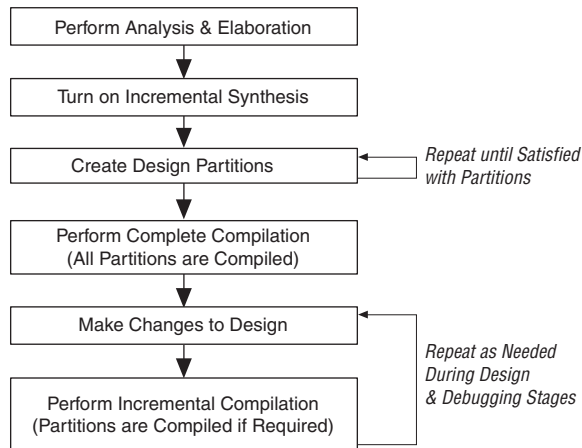 Perform Analysis & Elaboration
Turn on Incremental Synthesis
Create Design Partitions
Repeat until Satisfied
with Partitions
Perform Complete Compilation
(All Partitions are Compiled)
Make Changes to Design
Repeat as Needed
During Design
& Debugging Stages
Perform Incremental Compilation
(Partitions are Compiled if Required)